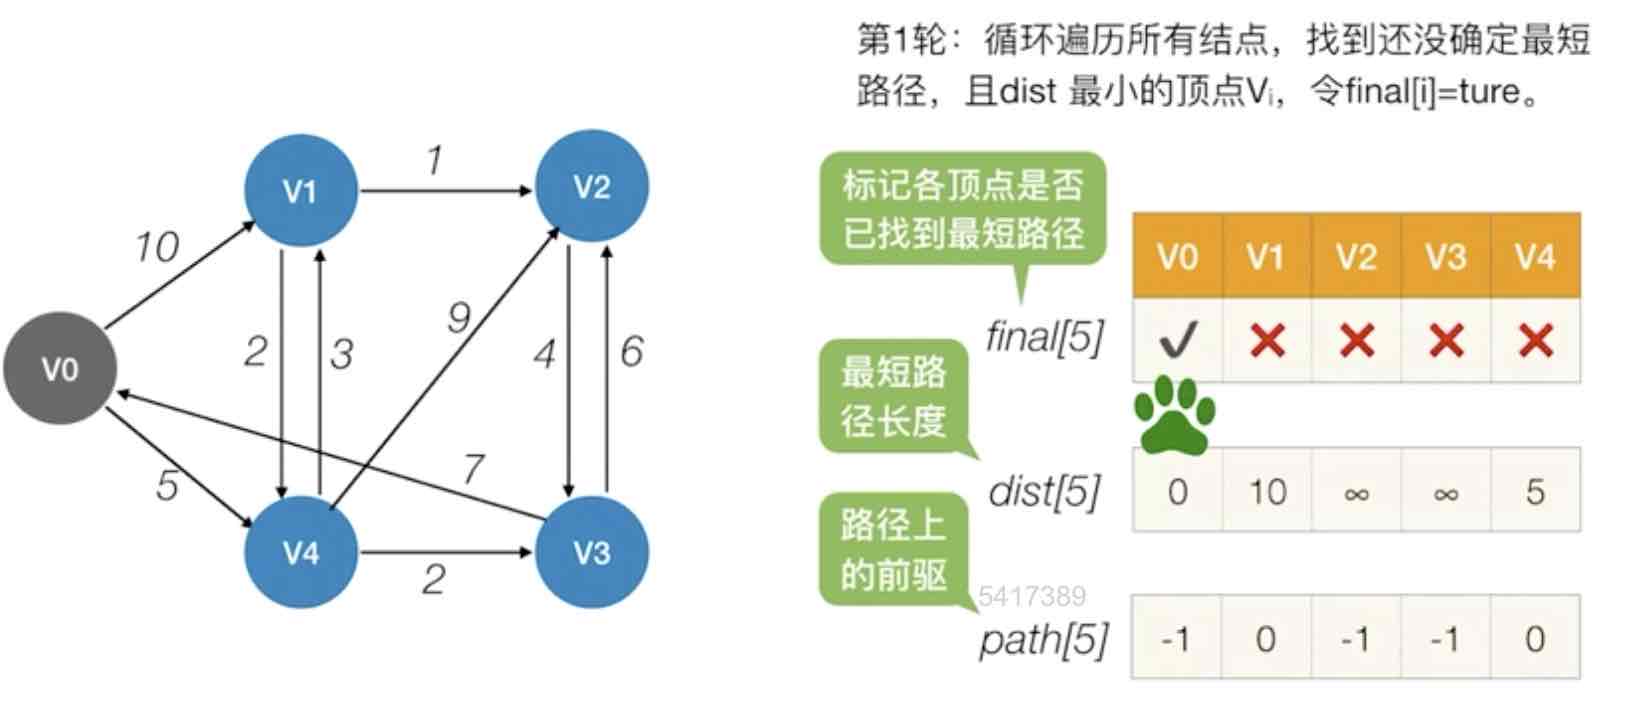 第1轮：循环遍历所有结点，找到还没确定最短
路径，且dist 最小的顶点Vi，令final[i]=ture。
标记各顶点是否
已找到最短路径
V0 V1 V2 V3 V4
final[5] ✓ ✗ ✗ ✗ ✗
最短路
径长度
dist[5] 0 10 ∞ ∞ 5
路径上
的前驱
5417389
path[5] -1 0 -1 -1 0
V1
1
V2
10
9
2
3
4
6
V0
5
7
V4
2
V3